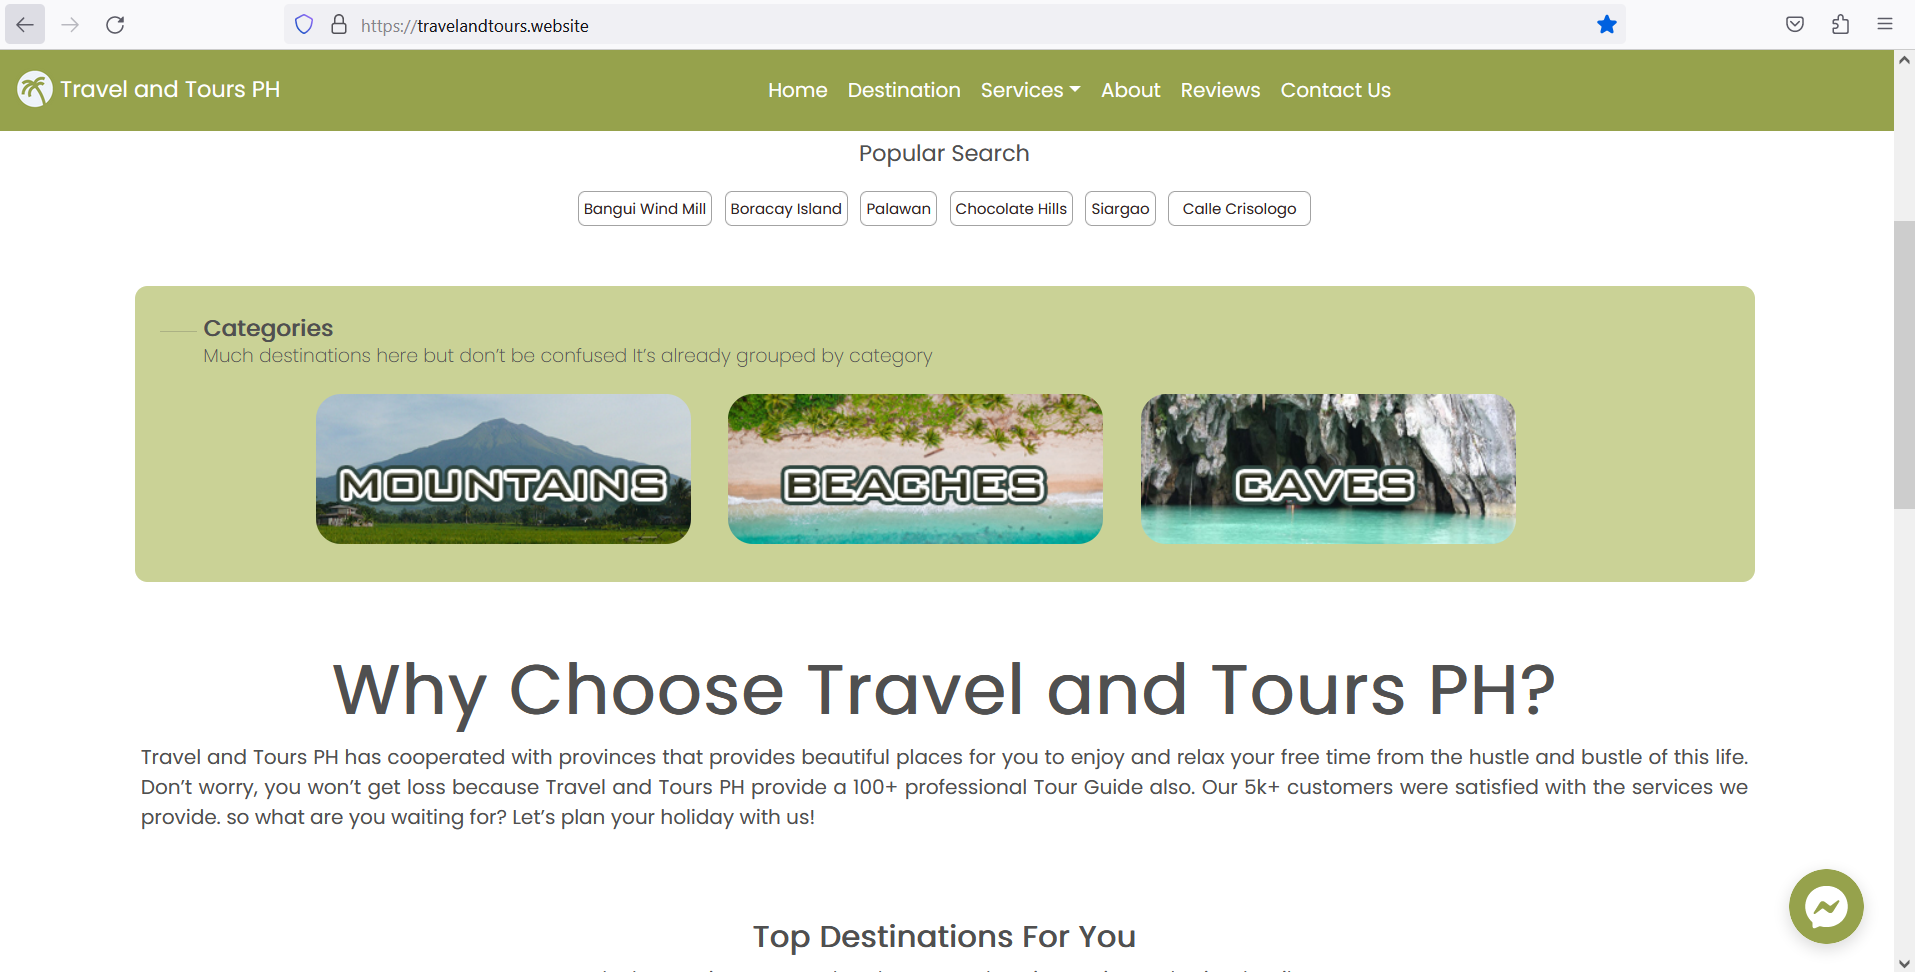 https://travelandtours.website
Travel and Tours PH
Home Destination Services About Reviews Contact Us
Popular Search
Bangui Wind Mill Boracay Island Palawan Chocolate Hills Siargao Calle Crisologo
Categories
Much destinations here but don't be confused It's already grouped by category
MOUNTAINS BEACHES CAVES
Why Choose Travel and Tours PH?
Travel and Tours PH has cooperated with provinces that provides beautiful places for you to enjoy and relax your free time from the hustle and bustle of this life.
Don't worry, you won't get loss because Travel and Tours PH provide a 100+ professional Tour Guide also. Our 5k+ customers were satisfied with the services we
provide. so what are you waiting for? Let's plan your holiday with us!
Top Destinations For You